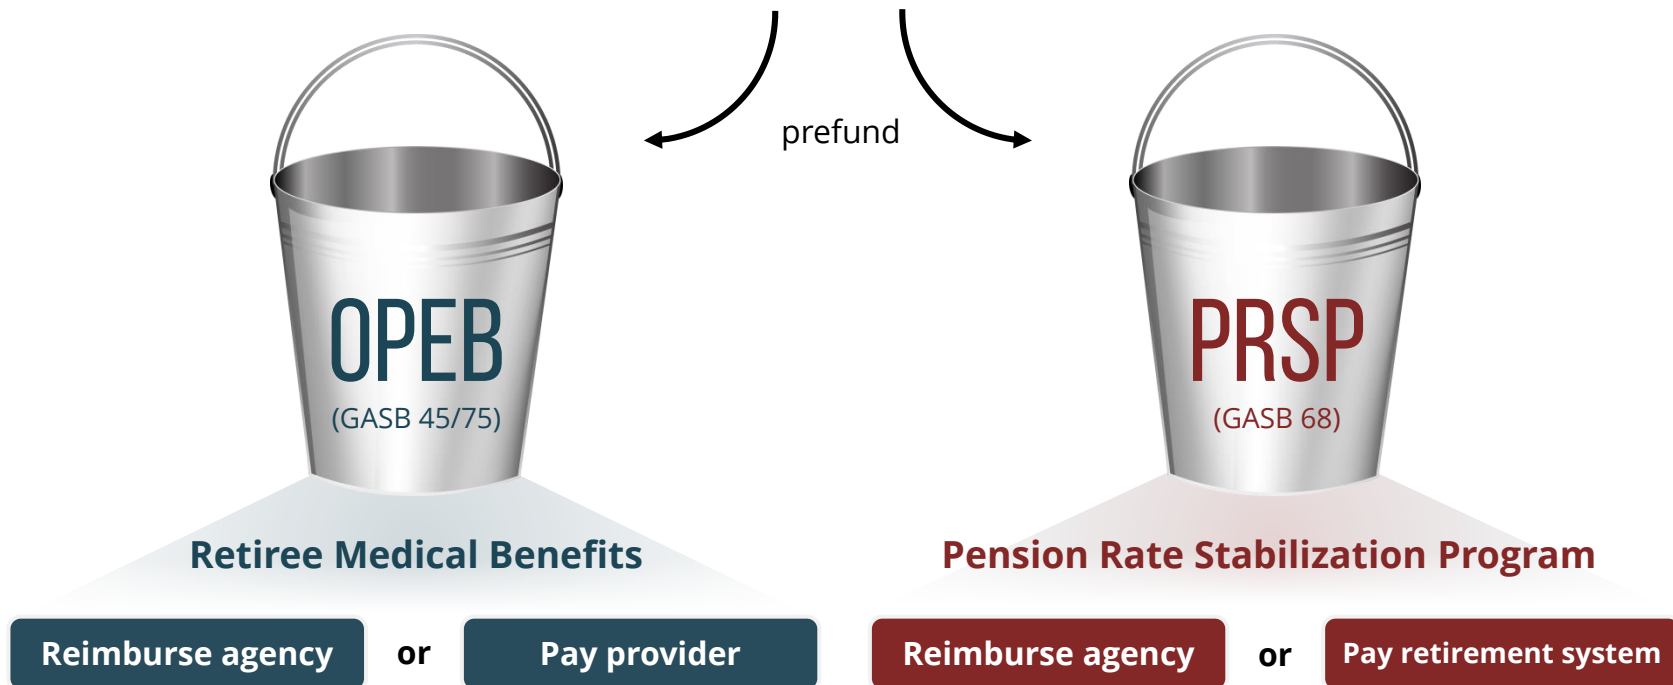 prefund
OPEB
(GASB 45/75)
Retiree Medical Benefits
Reimburse agency or Pay provider
PRSP
(GASB 68)
Pension Rate Stabilization Program
Reimburse agency or Pay retirement system